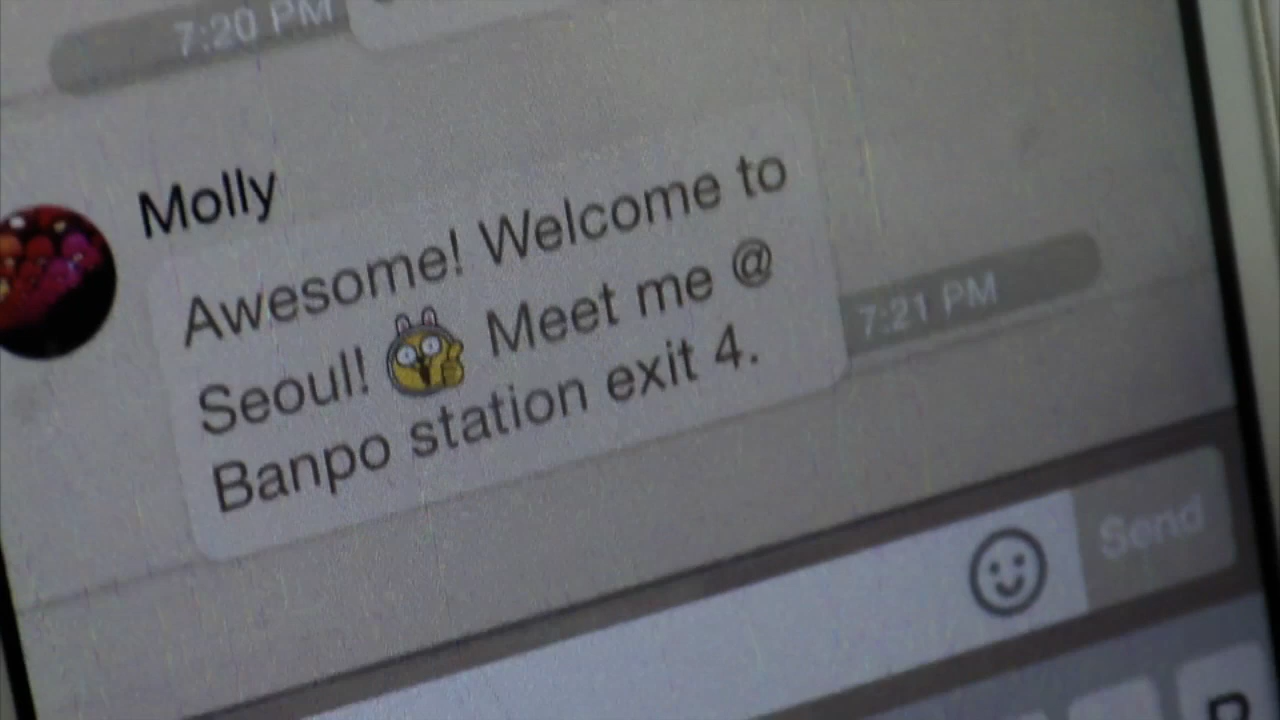 7:20 PM
Molly
Awesome! Welcome to
Seoul! Meet me @
Banpo station exit 4.
7:21 PM
Send